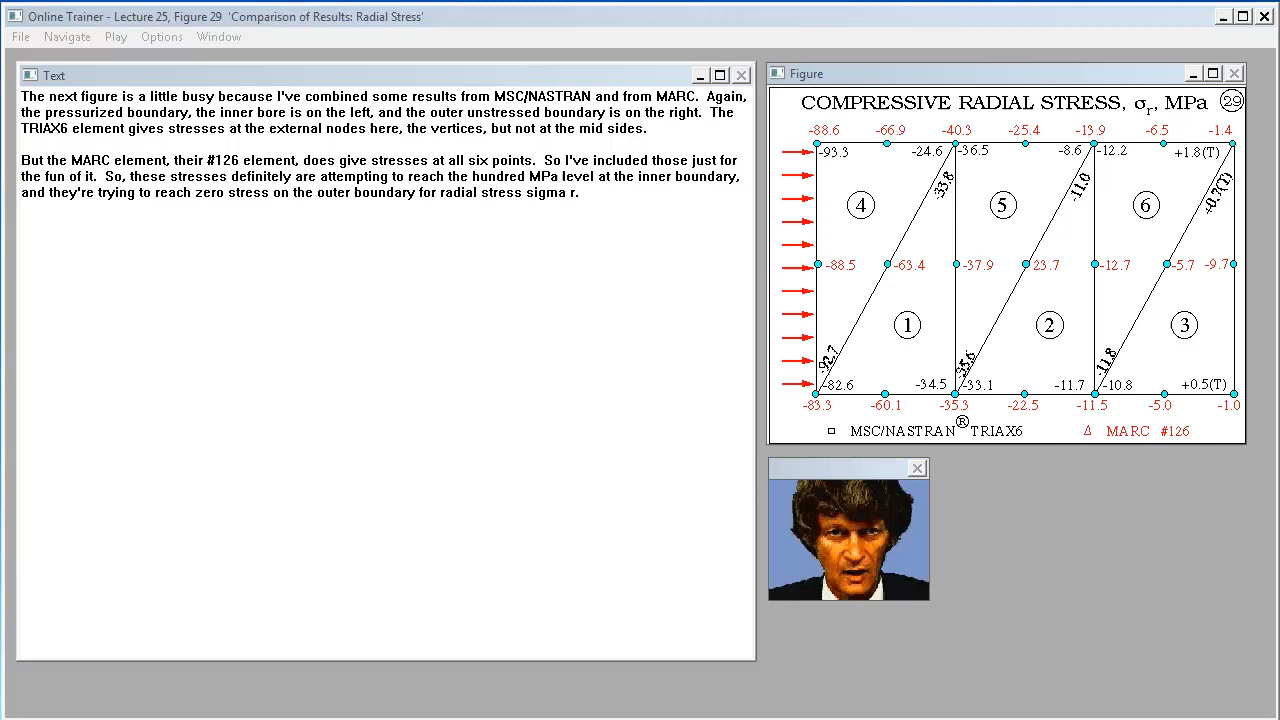 Online Trainer - Lecture 25, Figure 29 'Comparison of Results: Radial Stress'
File Navigate Play Options Window
Text
The next figure is a little busy because I've combined some results from MSC/NASTRAN and from MARC. Again,
the pressurized boundary, the inner bore is on the left, and the outer unstressed boundary is on the right. The
TRIAX6 element gives stresses at the external nodes here, the vertices, but not at the mid sides.
But the MARC element, their #126 element, does give stresses at all six points. So I've included those just for
the fun of it. So, these stresses definitely are attempting to reach the hundred MPa level at the inner boundary,
and they're trying to reach zero stress on the outer boundary for radial stress sigma r.
Figure
COMPRESSIVE RADIAL STRESS, σr, MPa 29
-88.6 -66.9 -40.3 -25.4 -13.9 -6.5 -1.4
-93.3 -24.6 -36.5 -8.6 -12.2 +1.8(T)
-33.8 -11.0 +0.7(T)
4 5 6
-88.5 -63.4 -37.9 23.7 -12.7 -5.7 -9.7
1 2 3
-92.7 -35.6 -11.8
-82.6 -34.5 -33.1 -11.7 -10.8 +0.5(T)
-83.3 -60.1 -35.3 -22.5 -11.5 -5.0 -1.0
MSC/NASTRAN® TRIAX6 Δ MARC #126